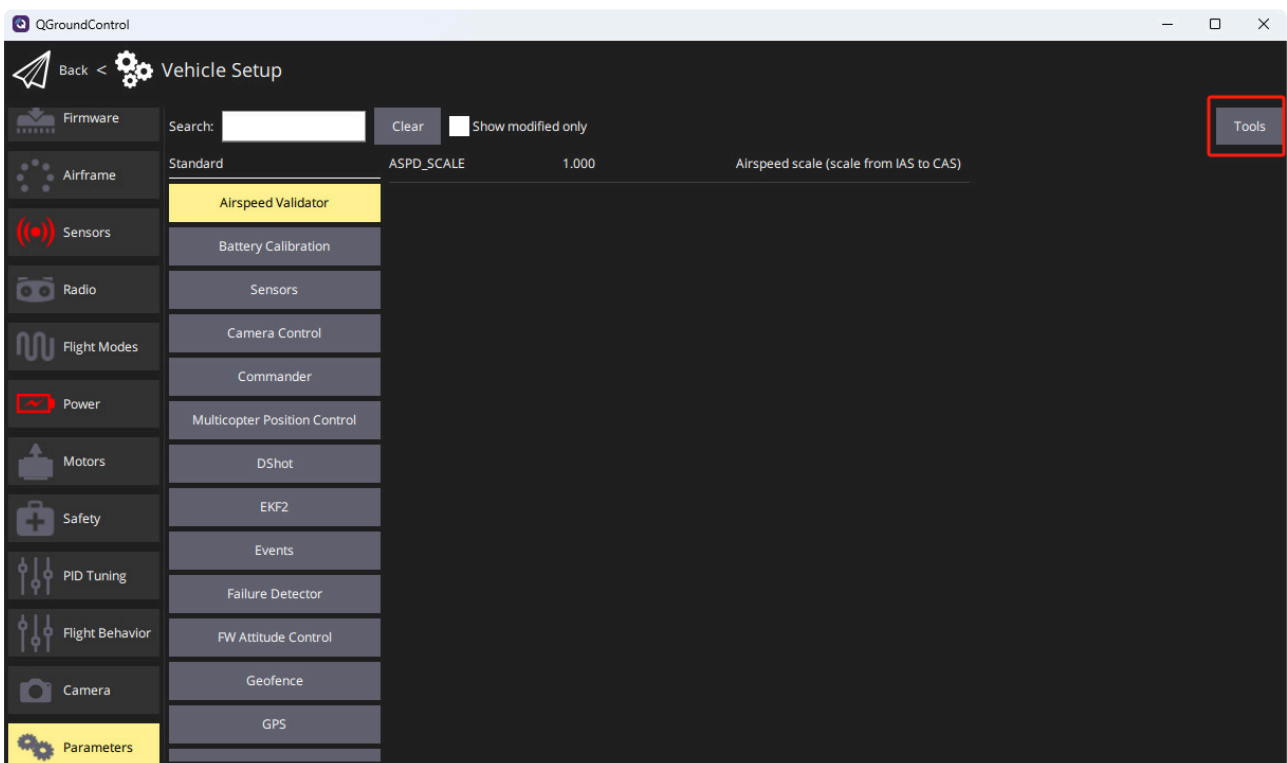 QGroundControl
Back < Vehicle Setup
Firmware
Airframe
Sensors
Radio
Flight Modes
Power
Motors
Safety
PID Tuning
Flight Behavior
Camera
Parameters
Search: Clear Show modified only
Tools
Standard
Airspeed Validator
Battery Calibration
Sensors
Camera Control
Commander
Multicopter Position Control
DShot
EKF2
Events
Failure Detector
FW Attitude Control
Geofence
GPS
ASPD_SCALE 1.000 Airspeed scale (scale from IAS to CAS)